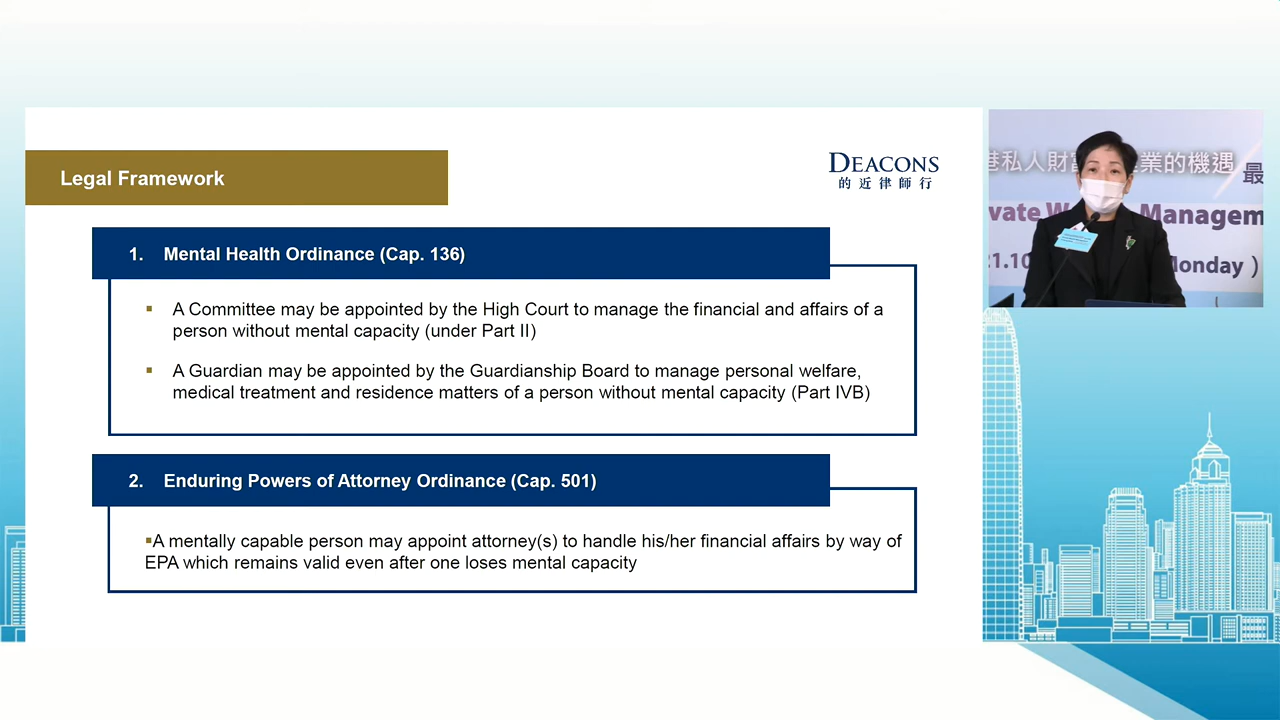 Legal Framework
DEACONS
的近律師行
1. Mental Health Ordinance (Cap. 136)
▪ A Committee may be appointed by the High Court to manage the financial and affairs of a
person without mental capacity (under Part II)
▪ A Guardian may be appointed by the Guardianship Board to manage personal welfare,
medical treatment and residence matters of a person without mental capacity (Part IVB)
2. Enduring Powers of Attorney Ordinance (Cap. 501)
▪A mentally capable person may appoint attorney(s) to handle his/her financial affairs by way of
EPA which remains valid even after one loses mental capacity
港私人財 業的機遇
最
vate W Managem
21.10 onday )